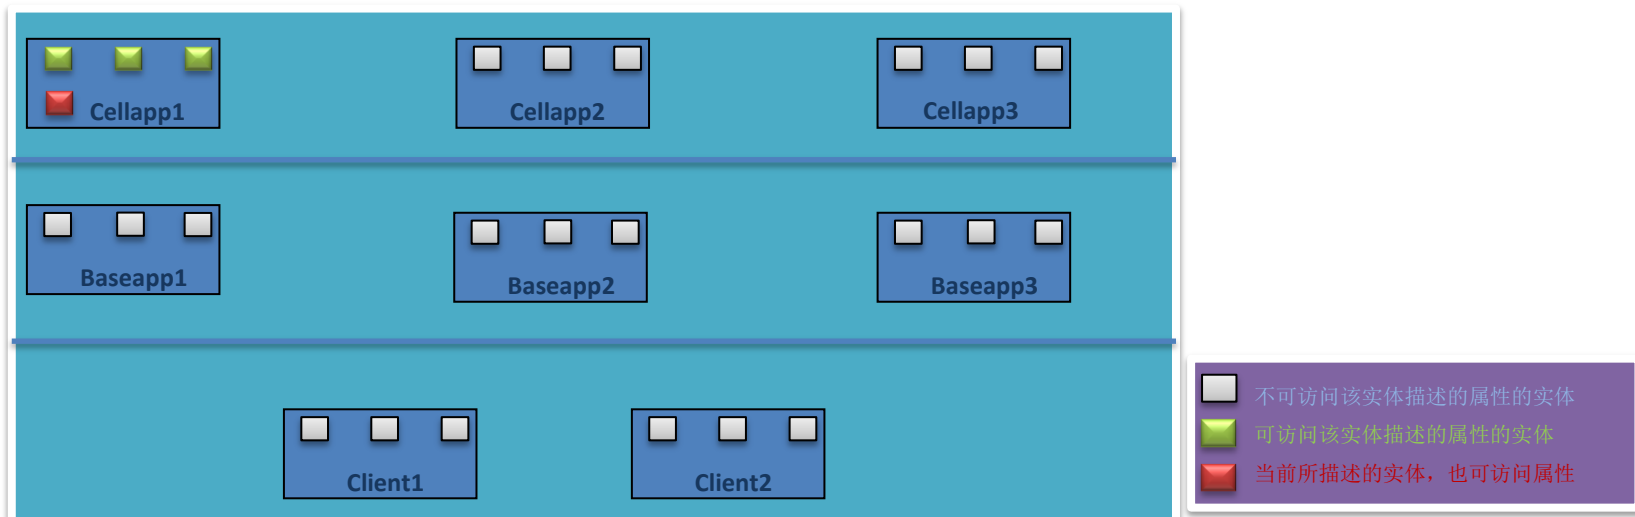 Cellapp1
Cellapp2
Cellapp3
Baseapp1
Baseapp2
Baseapp3
Client1
Client2
不可访问该实体描述的属性的实体
可访问该实体描述的属性的实体
当前所描述的实体，也可访问属性